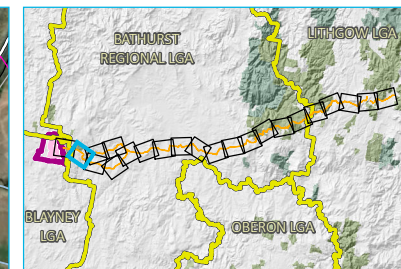 BATHURST
REGIONAL LGA
LITHGOW LGA
BLAYNEY
LGA
OBERON LGA